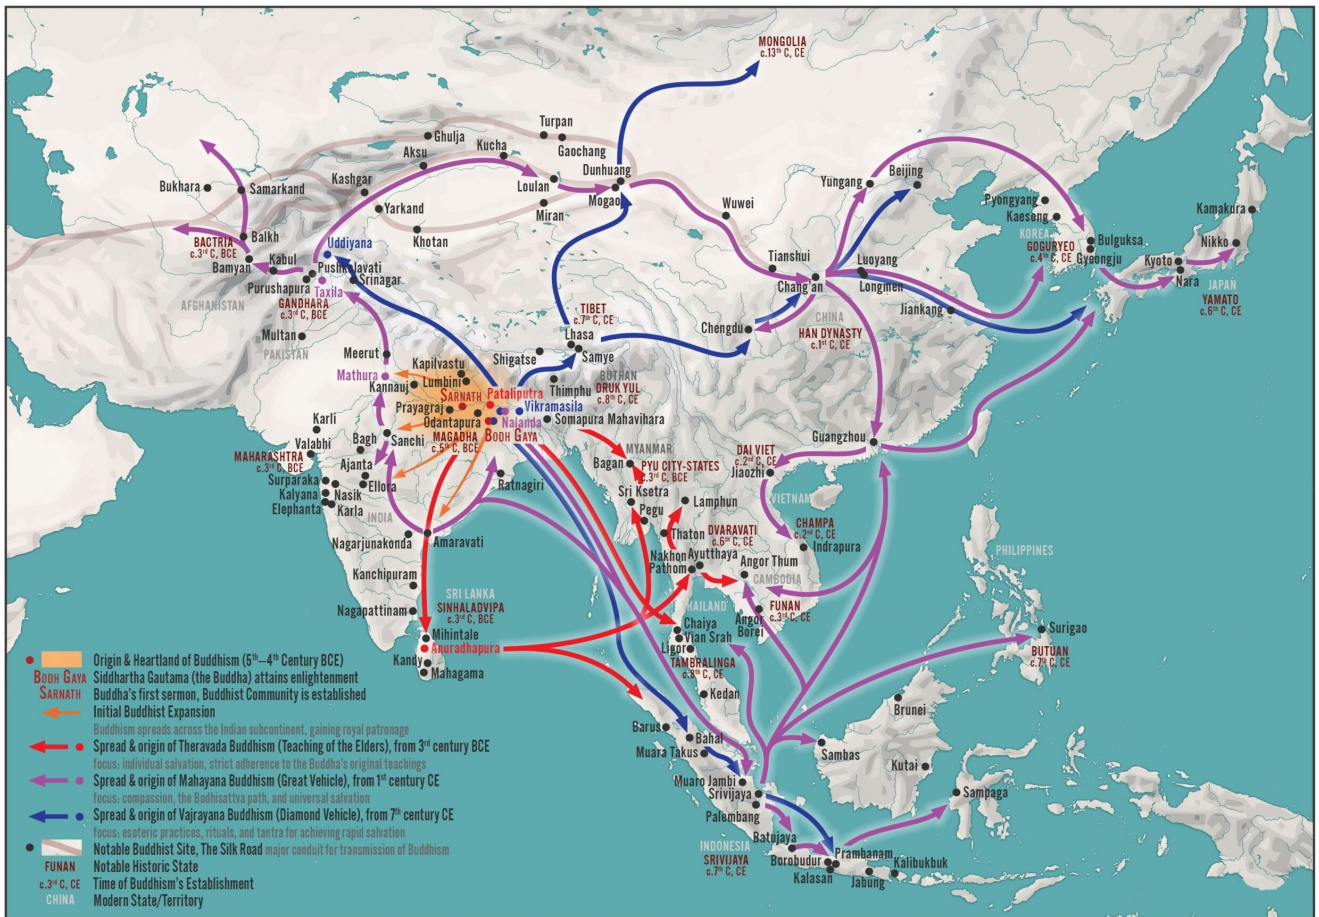 MONGOLIA
c.13th C, CE
Turpan
Ghulja
Gaochang
Kucha
Aksu
Dunhuang
Loulan
Mogao
Kashgar
Bukhara
Samarkand
Yarkand
Miran
Wuwei
Khotan
Yungang
Beijing
Pyongyang
Kaesong
KOREA
GOGURYEO
c.4th C, CE
Bulguksa
Gyeongju
Kamakura
Nikko
Kyoto
Nara
JAPAN
YAMATO
c.6th C, CE
BACTRIA
c.3rd C, BCE
Balkh
Bamyan
Kabul
Uddiyana
Pushkalavati
Purushapura
Taxila
Srinagar
AFGHANISTAN
GANDHARA
c.3rd C, BCE
Multan
PAKISTAN
Tianshui
Chang'an
Luoyang
Longmen
Jiankang
CHINA
HAN DYNASTY
c.1st C, CE
Chengdu
TIBET
c.7th C, CE
Lhasa
Samye
Shigatse
Meerut
Mathura
Kapilvastu
Kannauj
Lumbini
SARNATH
Pataliputra
Prayagraj
Vikramasila
Odantapura
Nalanda
MAGADHA
c.5th C, BCE
BODH GAYA
Thimphu
BUTHAN
DRUK YUL
c.8th C, CE
Somapura Mahavihara
Karli
Valabhi
Bagh
Sanchi
MAHARASHTRA
c.3rd C, BCE
Ajanta
Surparaka
Ellora
Kalyana
Nasik
Elephanta
Karla
INDIA
Ratnagiri
Nagarjunakonda
Amaravati
Kanchipuram
Nagapattinam
SRI LANKA
SINHALADVIPA
c.3rd C, BCE
Mihintale
Anuradhapura
Kandy
Mahagama
MYANMAR
Bagan
PYU CITY-STATES
c.3rd C, BCE
Sri Ksetra
Pegu
Lamphun
Thaton
DVARAVATI
c.6th C, CE
Nakhon
Pathom
Ayutthaya
Angor Thum
CAMBODIA
Guangzhou
DAI VIET
c.2nd C, CE
Jiaozhi
VIETNAM
CHAMPA
c.2nd C, CE
Indrapura
FUNAN
c.3rd C, CE
Angor
Borei
THAILAND
Chaiya
Vian Srah
Ligor
TAMBRALINGA
c.8th C, CE
Kedan
PHILIPPINES
Surigao
BUTUAN
c.7th C, CE
Brunei
Sambas
Kutai
Sampaga
Barus
Bahal
Muara Takus
Muaro Jambi
Srivijaya
Palembang
Batujaya
INDONESIA
SRIVIJAYA
c.7th C, CE
Borobudur
Prambanam
Kalasan
Jabung
Kalibukbuk
Origin & Heartland of Buddhism (5th–4th Century BCE)
BODH GAYA Siddhartha Gautama (the Buddha) attains enlightenment
SARNATH Buddha's first sermon, Buddhist Community is established
Initial Buddhist Expansion
Buddhism spreads across the Indian subcontinent, gaining royal patronage
Spread & origin of Theravada Buddhism (Teaching of the Elders), from 3rd century BCE
focus: individual salvation, strict adherence to the Buddha's original teachings
Spread & origin of Mahayana Buddhism (Great Vehicle), from 1st century CE
focus: compassion, the Bodhisattva path, and universal salvation
Spread & origin of Vajrayana Buddhism (Diamond Vehicle), from 7th century CE
focus: esoteric practices, rituals, and tantra for achieving rapid salvation
Notable Buddhist Site, The Silk Road major conduit for transmission of Buddhism
FUNAN Notable Historic State
c.3rd C, CE Time of Buddhism's Establishment
CHINA Modern State/Territory